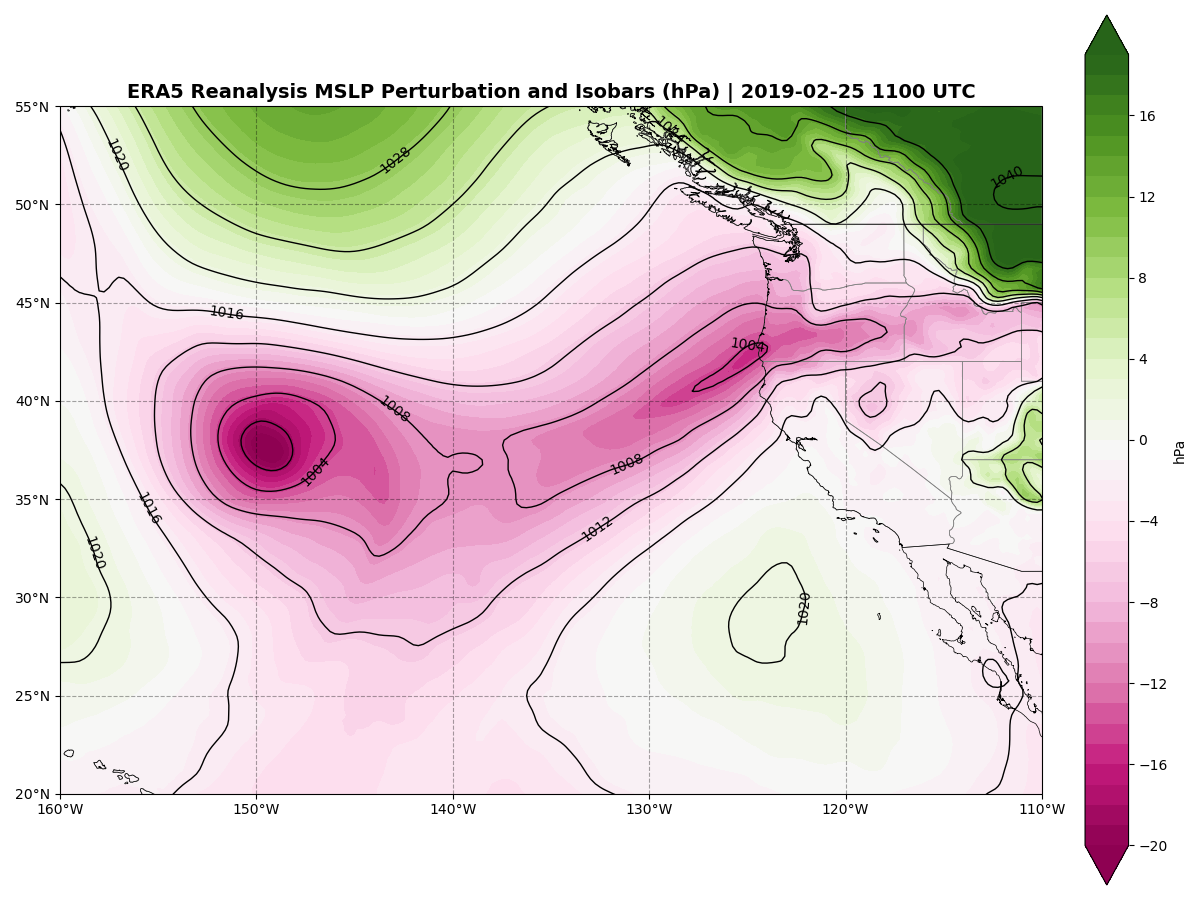 ERA5 Reanalysis MSLP Perturbation and Isobars (hPa) | 2019-02-25 1100 UTC
55°N
50°N
45°N
40°N
35°N
30°N
25°N
20°N
160°W
150°W
140°W
130°W
120°W
110°W
1020
1028
1024
1040
1016
1004
1008
1004
1008
1016
1012
1020
1020
16
12
8
4
0
−4
−8
−12
−16
−20
hPa